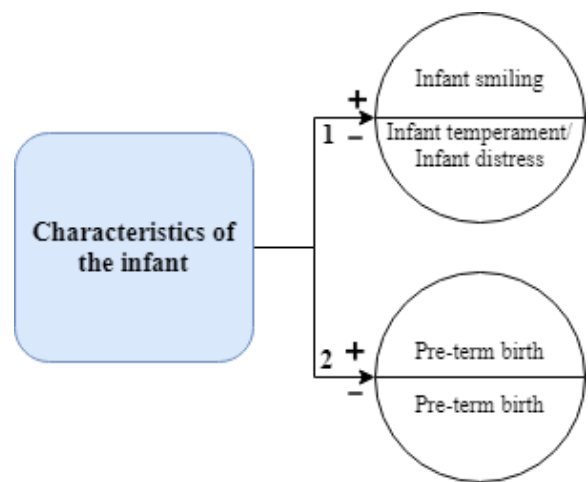 Characteristics of
the infant
1
+
−
Infant smiling
Infant temperament/
Infant distress
2
+
−
Pre-term birth
Pre-term birth